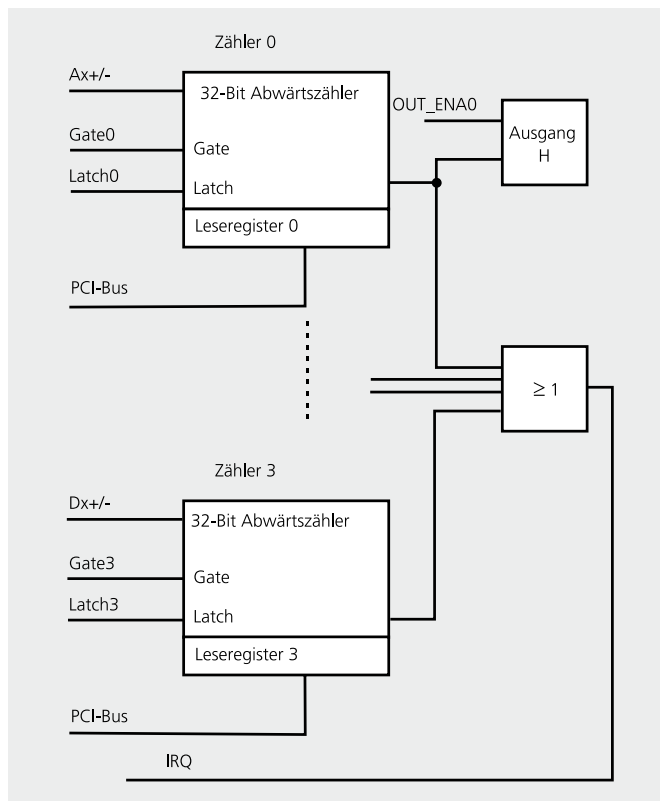 Zähler 0
Ax+/-
32-Bit Abwärtszähler
OUT_ENA0
Ausgang
H
Gate0
Gate
Latch0
Latch
Leseregister 0
PCI-Bus
≥ 1
Zähler 3
Dx+/-
32-Bit Abwärtszähler
Gate3
Gate
Latch3
Latch
Leseregister 3
PCI-Bus
IRQ